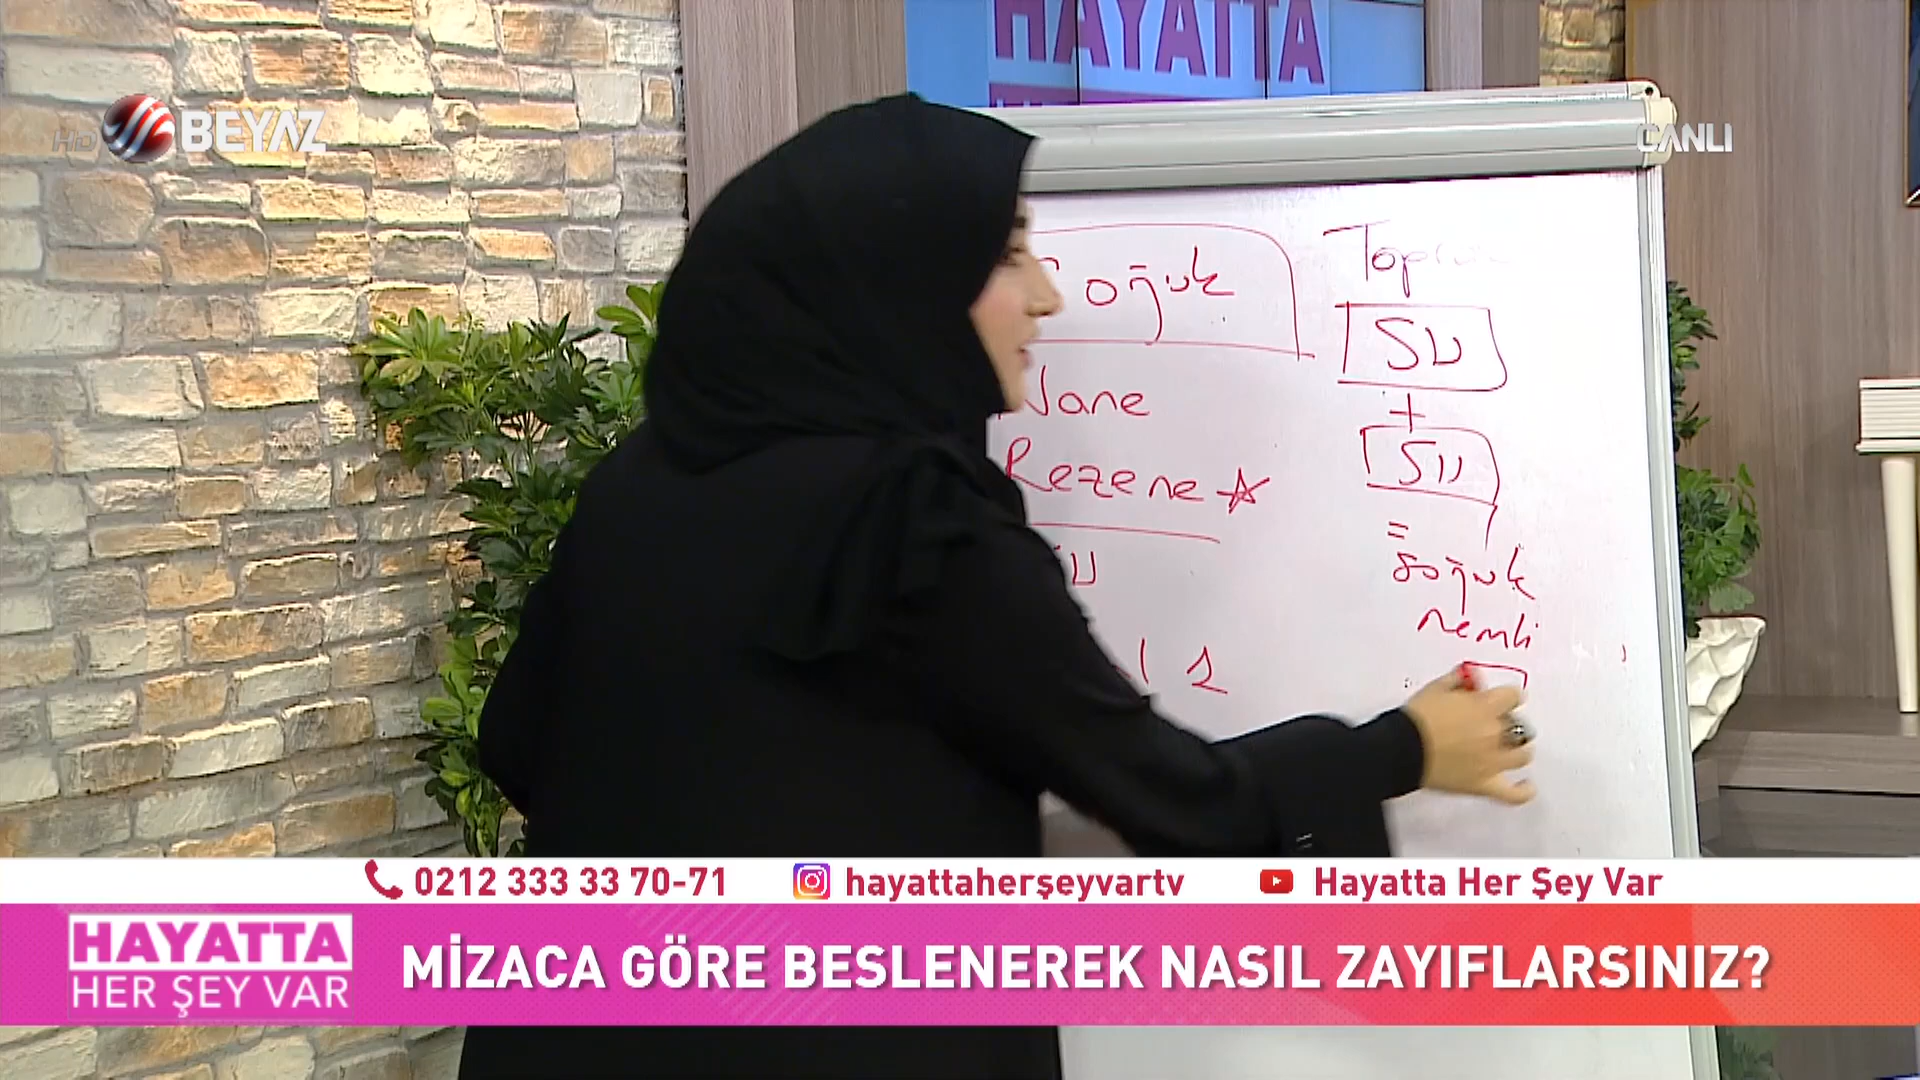 HAYATTA
HD BEYAZ
CANLI
Soğuk
Nane
Rezene
Su
+
Su
=
soğuk
nemli
0212 333 33 70-71
hayattaherşeyvartv
Hayatta Her Şey Var
HAYATTA
HER ŞEY VAR
MİZACA GÖRE BESLENEREK NASIL ZAYIFLARSINIZ?